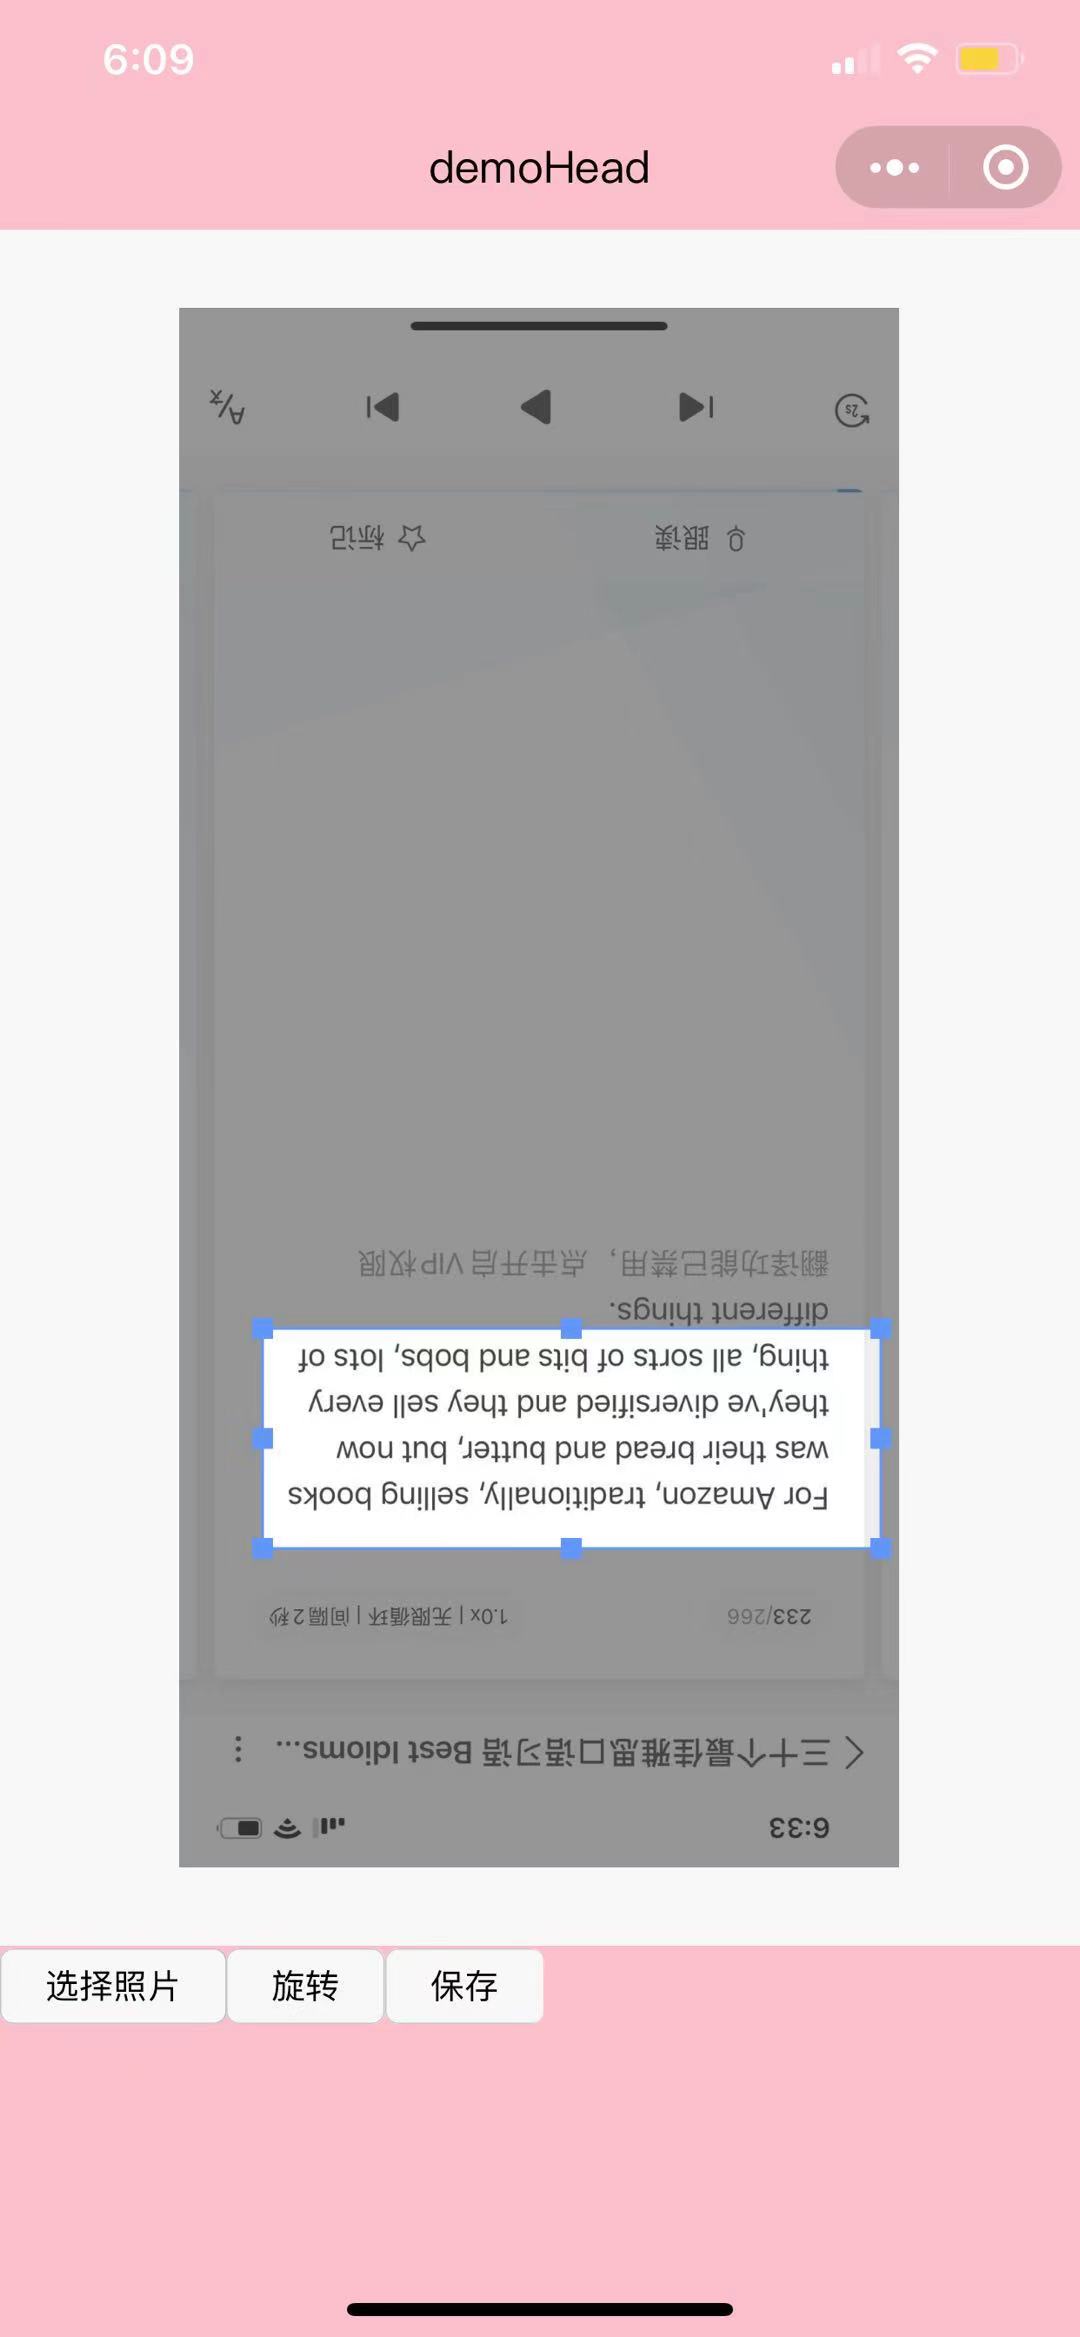 6:09
demoHead
6:33
三十个最佳雅思口语习语 Best Idioms...
233/266
1.0x | 无限循环 | 间隔 2 秒
For Amazon, traditionally, selling books
was their bread and butter, but now
they've diversified and they sell every
thing, all sorts of bits and bobs, lots of
different things.
翻译功能已禁用，点击开启 VIP 权限
跟读
标记
2s
A/文
选择照片
旋转
保存